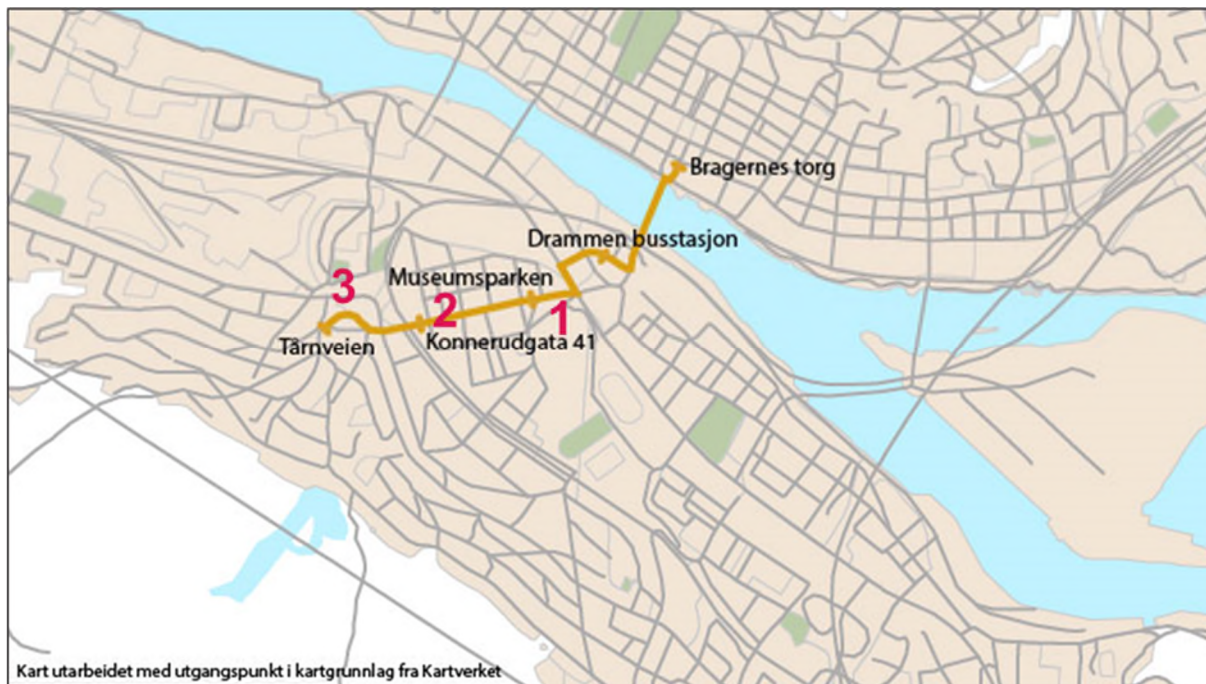 Bragernes torg
Drammen busstasjon
Museumsparken
3
2
1
Konnerudgata 41
Tårnveien
Kart utarbeidet med utgangspunkt i kartgrunnlag fra Kartverket